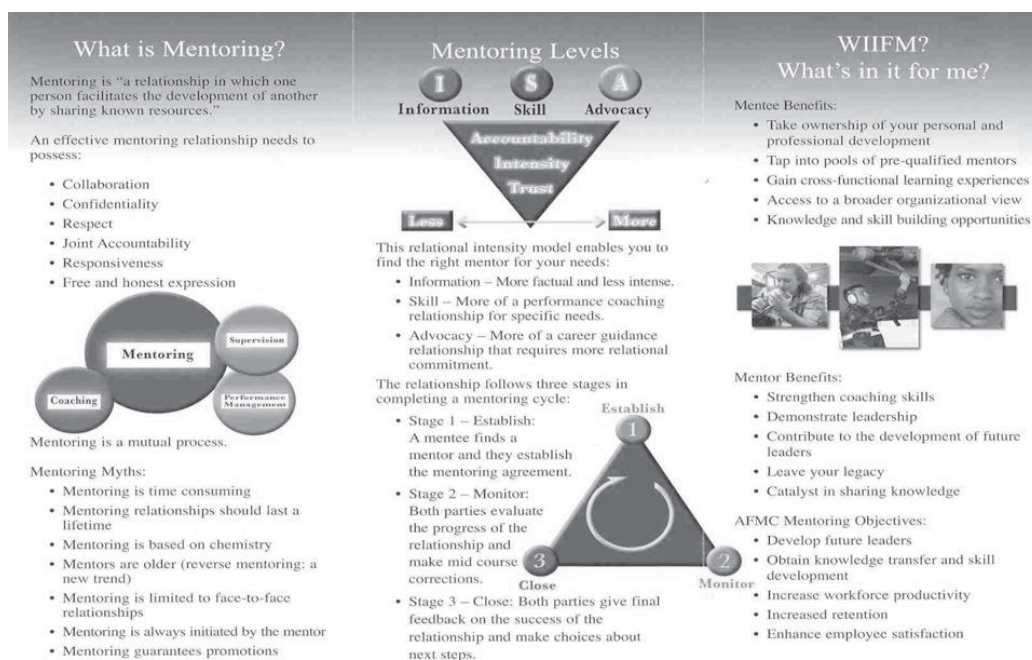 What is Mentoring?
Mentoring is “a relationship in which one
person facilitates the development of another
by sharing known resources.”
An effective mentoring relationship needs to
possess:
• Collaboration
• Confidentiality
• Respect
• Joint Accountability
• Responsiveness
• Free and honest expression
Mentoring
Supervision
Coaching
Performance
Management
Mentoring is a mutual process.
Mentoring Myths:
• Mentoring is time consuming
• Mentoring relationships should last a
lifetime
• Mentoring is based on chemistry
• Mentors are older (reverse mentoring: a
new trend)
• Mentoring is limited to face-to-face
relationships
• Mentoring is always initiated by the mentor
• Mentoring guarantees promotions
Mentoring Levels
I S A
Information Skill Advocacy
Accountability
Intensity
Trust
Less More
This relational intensity model enables you to
find the right mentor for your needs:
• Information – More factual and less intense.
• Skill – More of a performance coaching
relationship for specific needs.
• Advocacy – More of a career guidance
relationship that requires more relational
commitment.
The relationship follows three stages in
completing a mentoring cycle:
• Stage 1 – Establish:
A mentee finds a
mentor and they establish
the mentoring agreement.
• Stage 2 – Monitor:
Both parties evaluate
the progress of the
relationship and
make mid course
corrections.
• Stage 3 – Close: Both parties give final
feedback on the success of the
relationship and make choices about
next steps.
Establish
1
2
Monitor
3
Close
WIIFM?
What’s in it for me?
Mentee Benefits:
• Take ownership of your personal and
professional development
• Tap into pools of pre-qualified mentors
• Gain cross-functional learning experiences
• Access to a broader organizational view
• Knowledge and skill building opportunities
Mentor Benefits:
• Strengthen coaching skills
• Demonstrate leadership
• Contribute to the development of future
leaders
• Leave your legacy
• Catalyst in sharing knowledge
AFMC Mentoring Objectives:
• Develop future leaders
• Obtain knowledge transfer and skill
development
• Increase workforce productivity
• Increased retention
• Enhance employee satisfaction